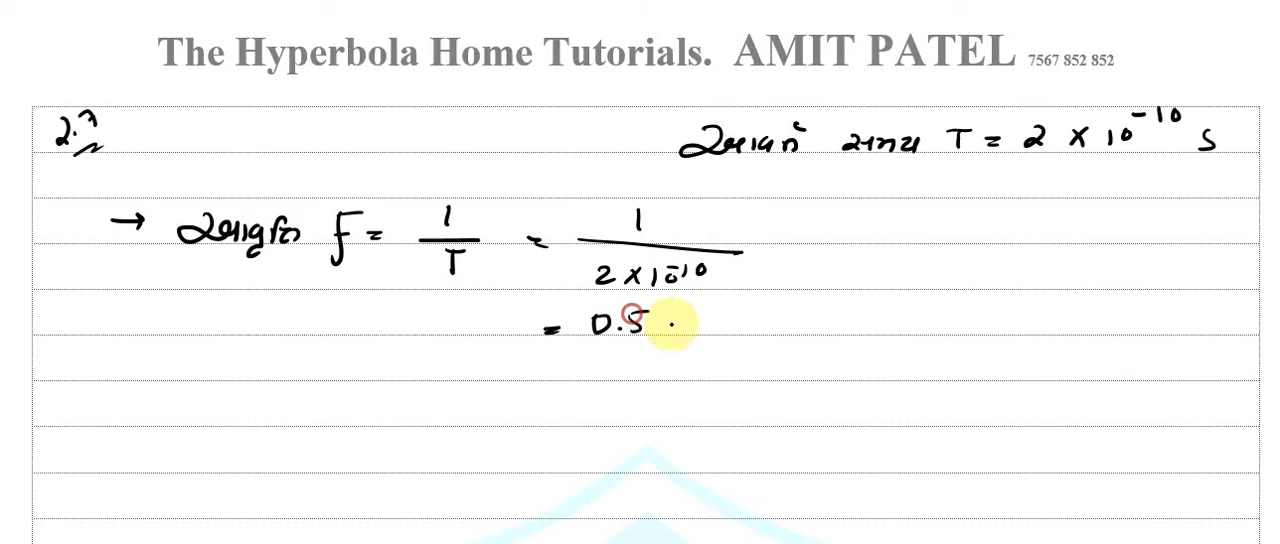 The Hyperbola Home Tutorials. AMIT PATEL 7567 852 852
2.7 આવર્ત સમય T = 2 × 10⁻¹⁰ s
→ આવૃત્તિ f = 1/T = 1/(2 × 10⁻¹⁰)
= 0.5 .